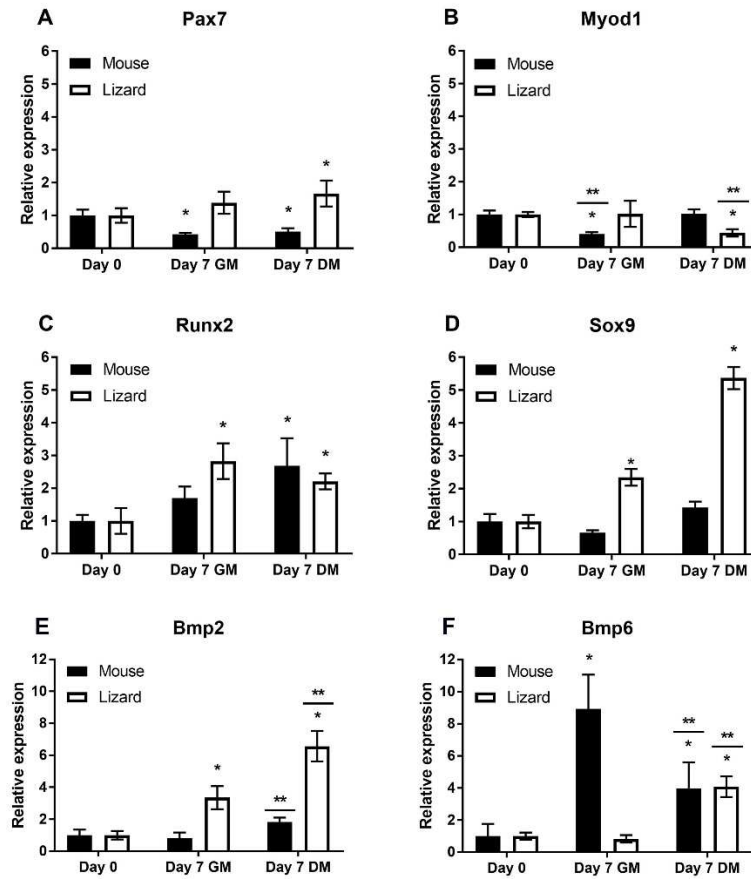 A
Pax7
Relative expression
6
5
4
3
2
1
0
Mouse
Lizard
*
*
*
Day 0
Day 7 GM
Day 7 DM
B
Myod1
Relative expression
6
5
4
3
2
1
0
Mouse
Lizard
**
*
**
*
Day 0
Day 7 GM
Day 7 DM
C
Runx2
Relative expression
6
5
4
3
2
1
0
Mouse
Lizard
*
*
*
Day 0
Day 7 GM
Day 7 DM
D
Sox9
Relative expression
6
5
4
3
2
1
0
Mouse
Lizard
*
*
Day 0
Day 7 GM
Day 7 DM
E
Bmp2
Relative expression
12
10
8
6
4
2
0
Mouse
Lizard
*
**
**
*
Day 0
Day 7 GM
Day 7 DM
F
Bmp6
Relative expression
12
10
8
6
4
2
0
Mouse
Lizard
*
**
*
**
*
Day 0
Day 7 GM
Day 7 DM